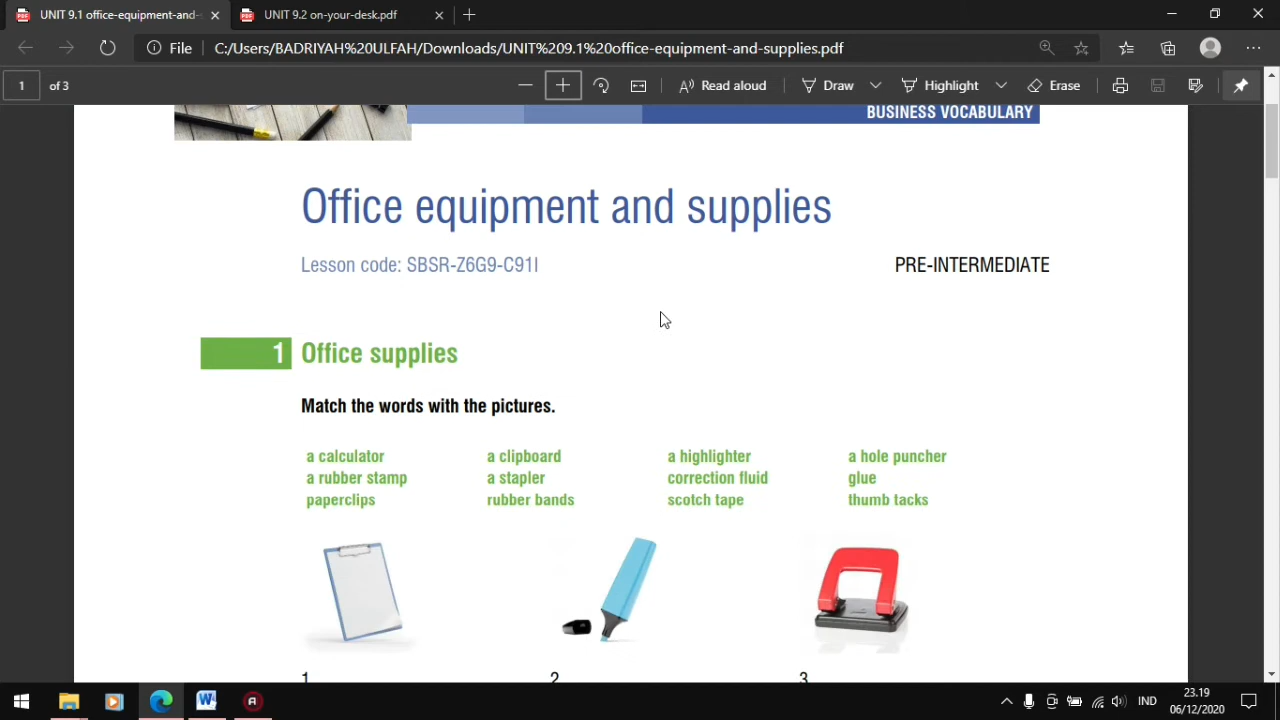 UNIT 9.1 office-equipment-and-s
UNIT 9.2 on-your-desk.pdf
File
C:/Users/BADRIYAH%20ULFAH/Downloads/UNIT%209.1%20office-equipment-and-supplies.pdf
1 of 3
Read aloud
Draw
Highlight
Erase
BUSINESS VOCABULARY
Office equipment and supplies
Lesson code: SBSR-Z6G9-C91I
PRE-INTERMEDIATE
1 Office supplies
Match the words with the pictures.
a calculator a clipboard a highlighter a hole puncher
a rubber stamp a stapler correction fluid glue
paperclips rubber bands scotch tape thumb tacks
1 2 3
IND
23.19
06/12/2020